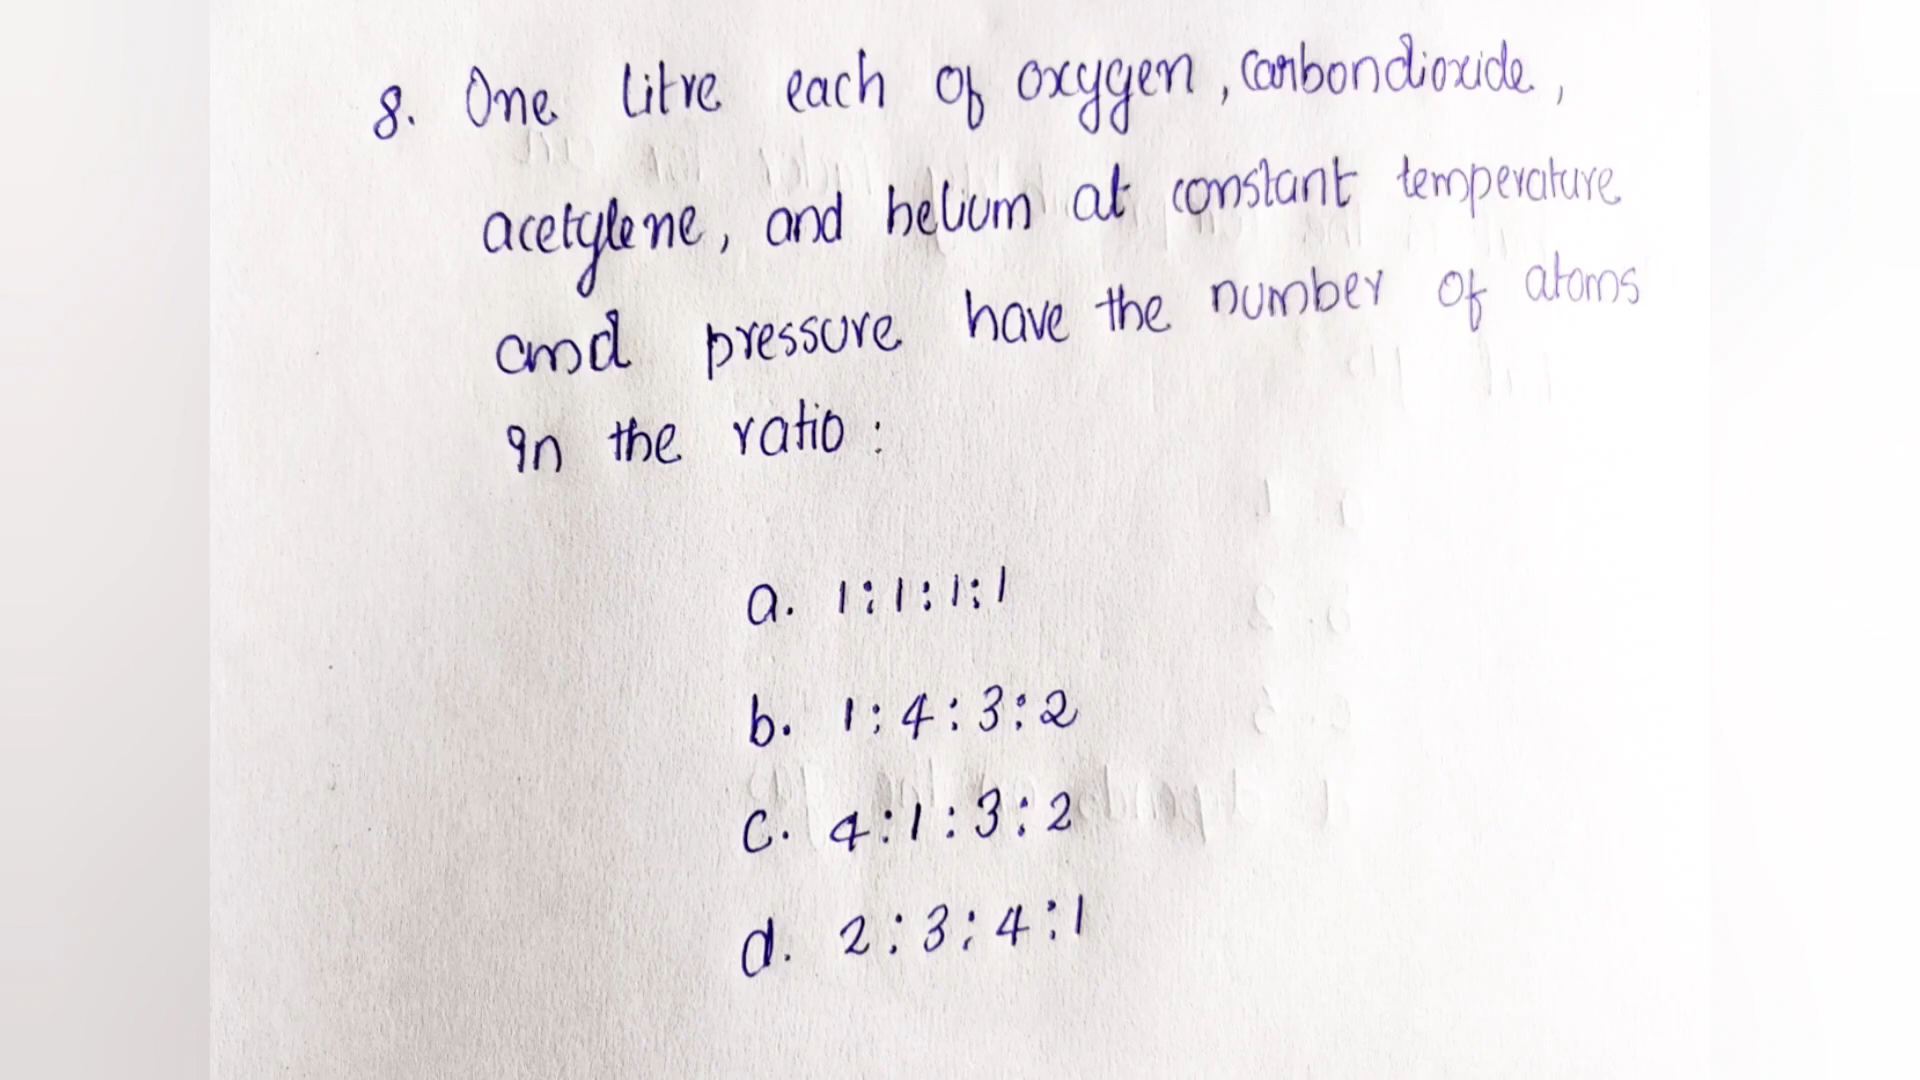 8. One litre each of oxygen, carbondioxide,
acetylene, and helium at constant temperature
and pressure have the number of atoms
in the ratio:
a. 1:1:1:1
b. 1:4:3:2
c. 4:1:3:2
d. 2:3:4:1